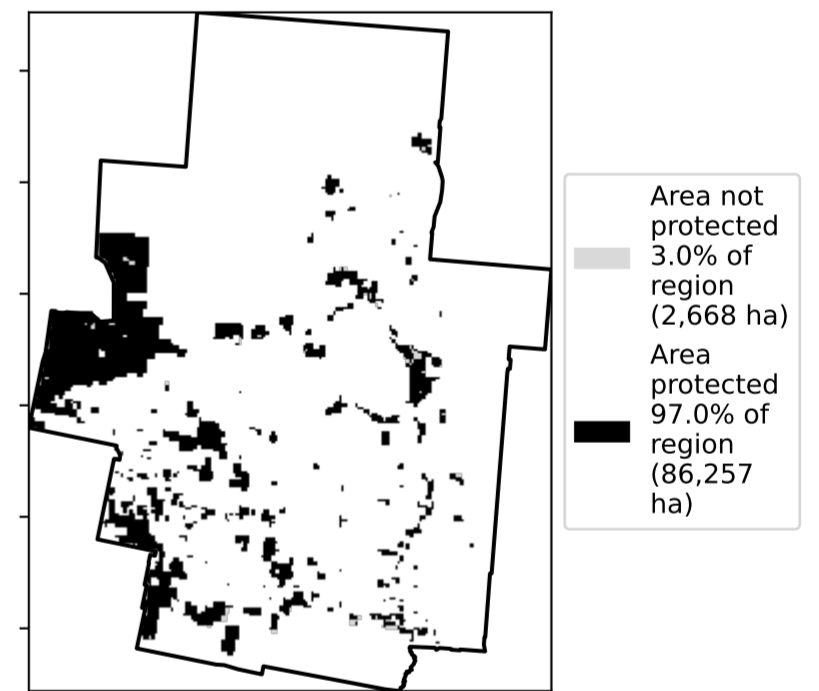 Area not
protected
3.0% of
region
(2,668 ha)
Area
protected
97.0% of
region
(86,257
ha)